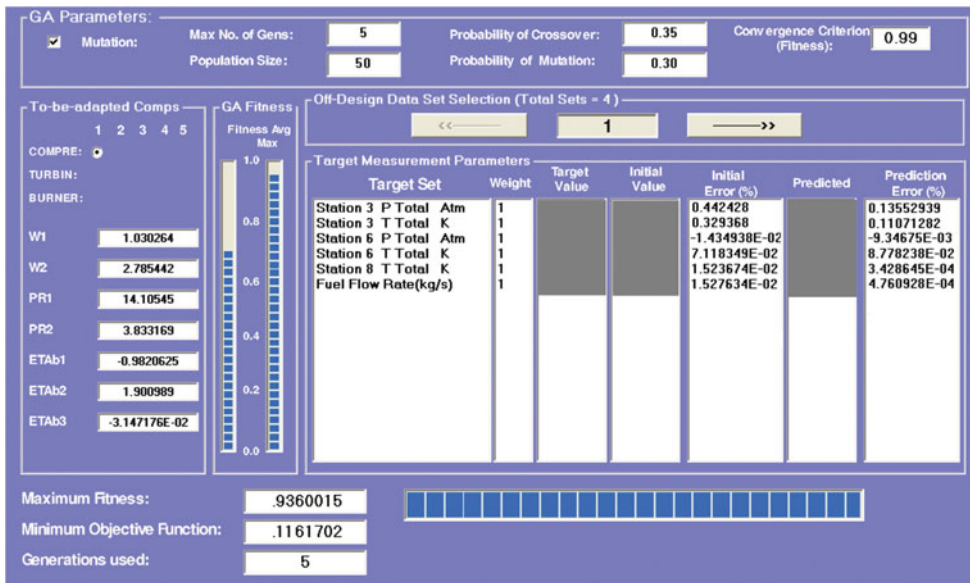 GA Parameters:
Mutation:
Max No. of Gens: 5
Probability of Crossover: 0.35
Convergence Criterion (Fitness): 0.99
Population Size: 50
Probability of Mutation: 0.30
To-be-adapted Comps
1 2 3 4 5
COMPRE:
TURBIN:
BURNER:
W1 1.030264
W2 2.785442
PR1 14.10545
PR2 3.833169
ETAb1 -0.9820625
ETAb2 1.900989
ETAb3 -3.147176E-02
GA Fitness
Fitness Avg
Max
1.0
0.8
0.6
0.4
0.2
0.0
Off-Design Data Set Selection (Total Sets = 4)
<<——— 1 ———>>
Target Measurement Parameters
Target Set Weight Target Value Initial Value Initial Error (%) Predicted Prediction Error (%)
Station 3 P Total Atm 1 0.442428 0.13552939
Station 3 T Total K 1 0.329368 0.11071282
Station 6 P Total Atm 1 -1.434938E-02 -9.34675E-03
Station 6 T Total K 1 7.118349E-02 8.778238E-02
Station 8 T Total K 1 1.523674E-02 3.428645E-04
Fuel Flow Rate(kg/s) 1 1.527634E-02 4.760928E-04
Maximum Fitness: .9360015
Minimum Objective Function: .1161702
Generations used: 5